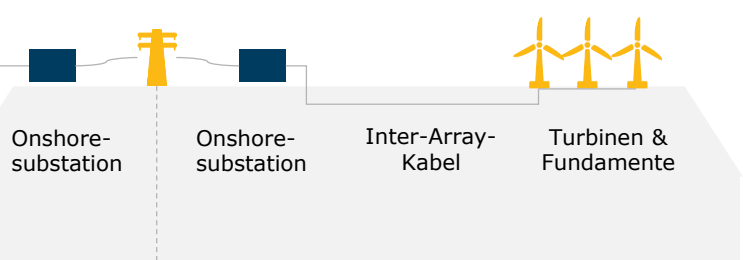 Onshore-
substation
Onshore-
substation
Inter-Array-
Kabel
Turbinen &
Fundamente